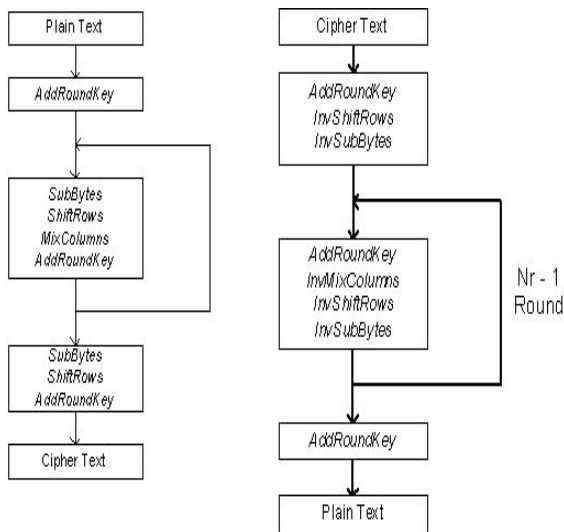 Plain Text
AddRoundKey
SubBytes
ShiftRows
MixColumns
AddRoundKey
SubBytes
ShiftRows
AddRoundKey
Cipher Text
Cipher Text
AddRoundKey
InvShiftRows
InvSubBytes
AddRoundKey
InvMixColumns
InvShiftRows
InvSubBytes
Nr - 1
Round
AddRoundKey
Plain Text